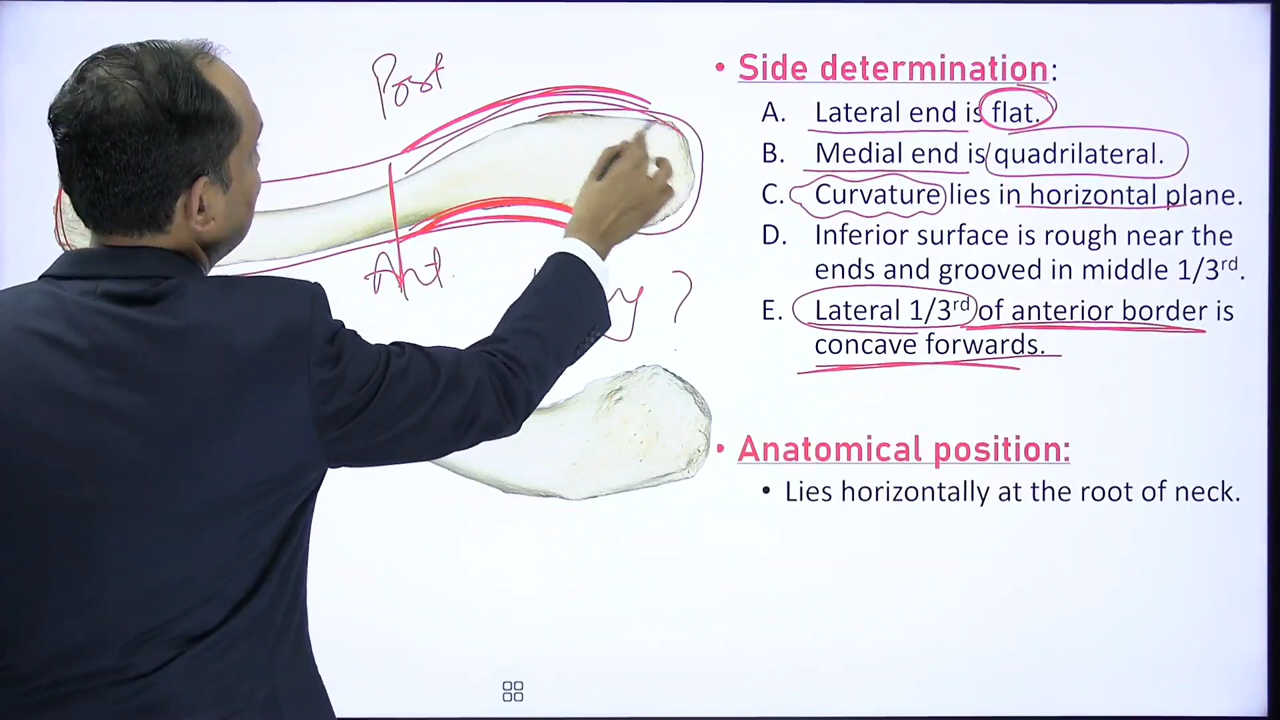 Post
Ant.
?
• Side determination:
A. Lateral end is flat.
B. Medial end is quadrilateral.
C. Curvature lies in horizontal plane.
D. Inferior surface is rough near the
ends and grooved in middle 1/3rd.
E. Lateral 1/3rd of anterior border is
concave forwards.
• Anatomical position:
• Lies horizontally at the root of neck.